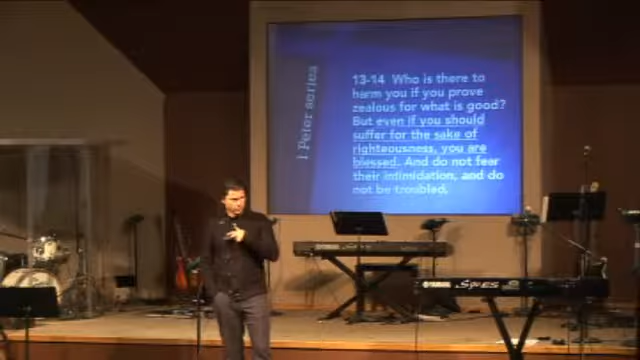 1 Peter series
13-14 Who is there to
harm you if you prove
zealous for what is good?
But even if you should
suffer for the sake of
righteousness, you are
blessed. And do not fear
their intimidation, and do
not be troubled.
YAMAHA